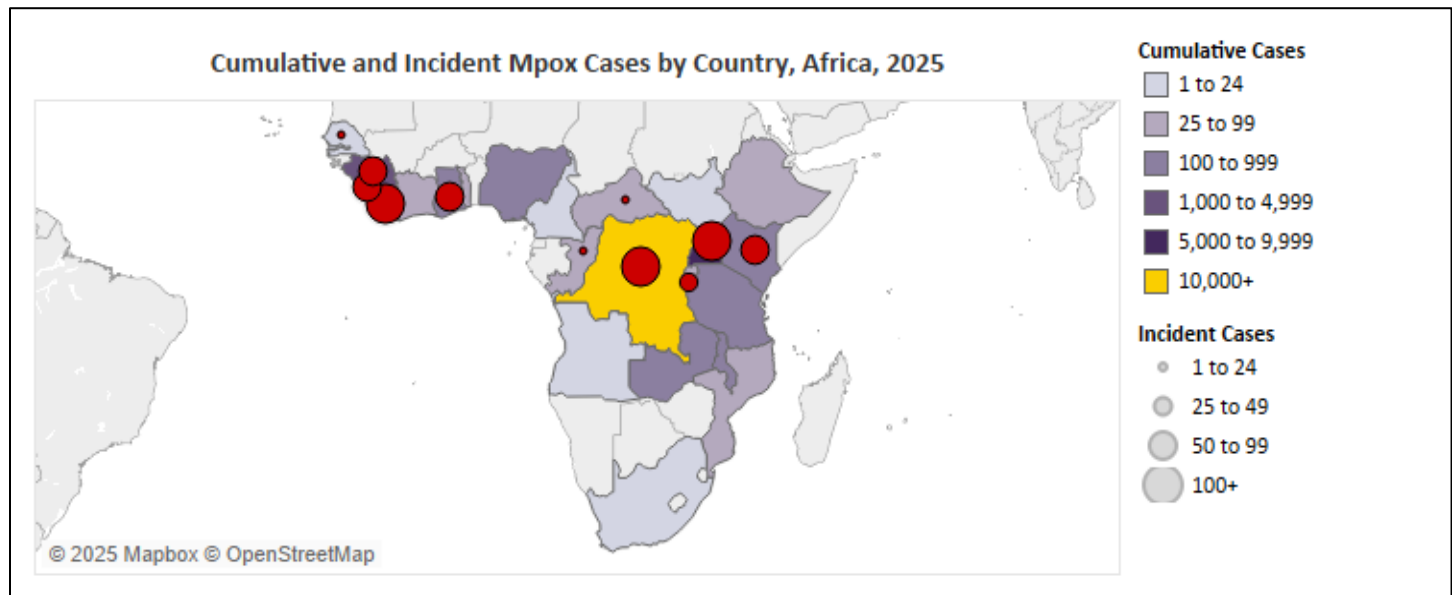 Cumulative and Incident Mpox Cases by Country, Africa, 2025
Cumulative Cases
1 to 24
25 to 99
100 to 999
1,000 to 4,999
5,000 to 9,999
10,000+
Incident Cases
1 to 24
25 to 49
50 to 99
100+
© 2025 Mapbox © OpenStreetMap